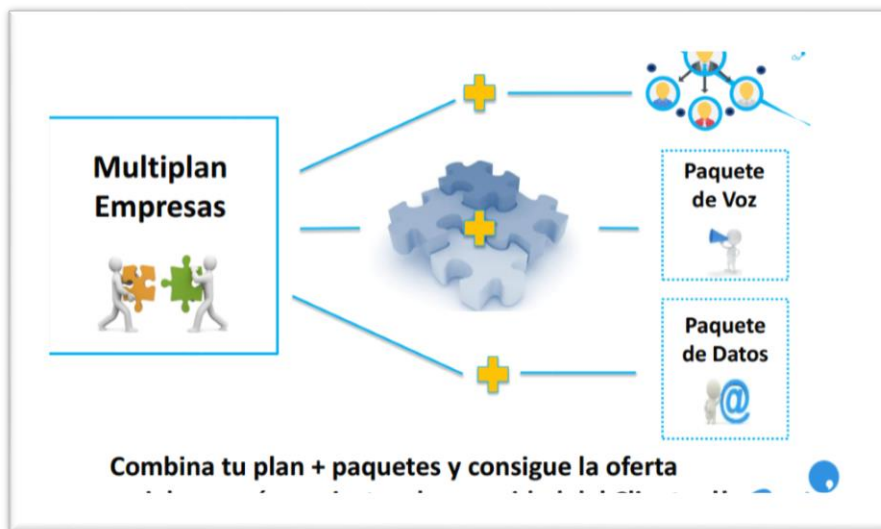 Multiplan
Empresas
Paquete
de Voz
Paquete
de Datos
@
Combina tu plan + paquetes y consigue la oferta